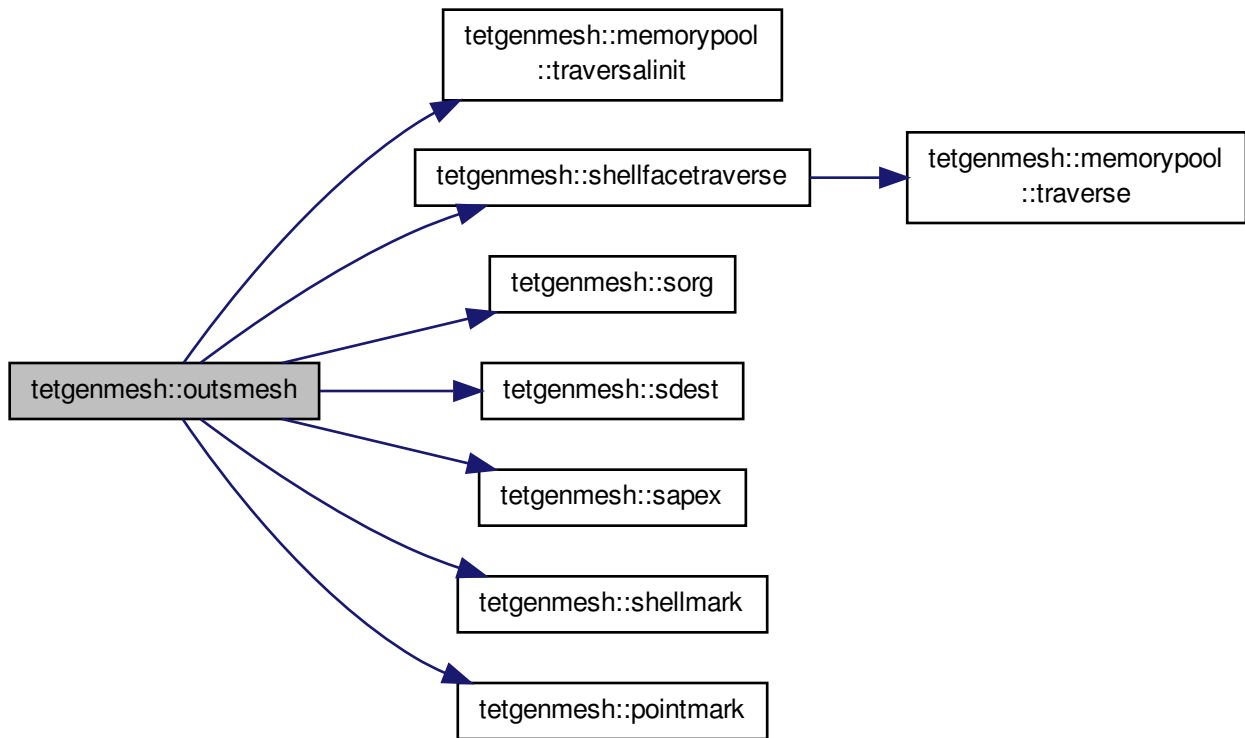 tetgenmesh::memorypool
::traversalinit
tetgenmesh::shellfacetraverse
tetgenmesh::memorypool
::traverse
tetgenmesh::sorg
tetgenmesh::outsmesh
tetgenmesh::sdest
tetgenmesh::sapex
tetgenmesh::shellmark
tetgenmesh::pointmark